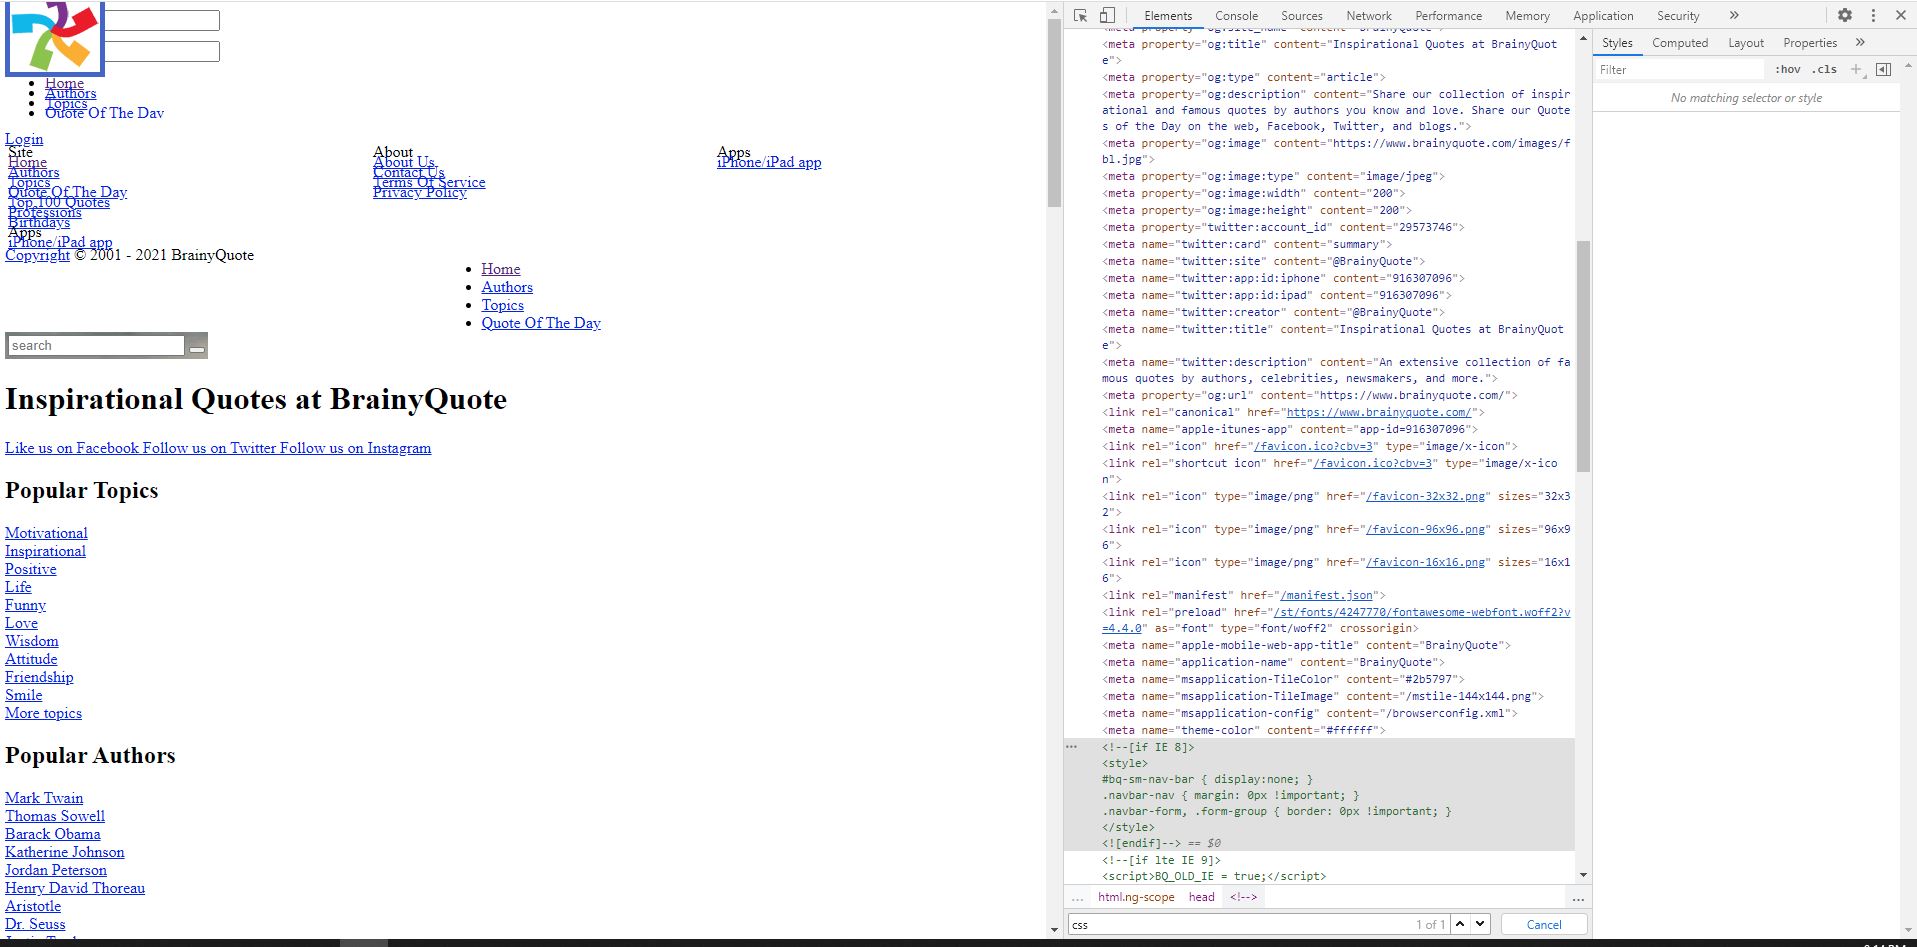 Home
Authors
Topics
Quote Of The Day
Login
Site
Home
Authors
Topics
Quote Of The Day
Top 100 Quotes
Professions
Birthdays
Apps
iPhone/iPad app
About
About Us
Contact Us
Terms Of Service
Privacy Policy
Apps
iPhone/iPad app
Copyright © 2001 - 2021 BrainyQuote
Home
Authors
Topics
Quote Of The Day
search
Inspirational Quotes at BrainyQuote
Like us on Facebook Follow us on Twitter Follow us on Instagram
Popular Topics
Motivational
Inspirational
Positive
Life
Funny
Love
Wisdom
Attitude
Friendship
Smile
More topics
Popular Authors
Mark Twain
Thomas Sowell
Barack Obama
Katherine Johnson
Jordan Peterson
Henry David Thoreau
Aristotle
Dr. Seuss
Elements Console Sources Network Performance Memory Application Security »
<meta property="og:site_name" content="BrainyQuote">
<meta property="og:title" content="Inspirational Quotes at BrainyQuot
e">
<meta property="og:type" content="article">
<meta property="og:description" content="Share our collection of inspir
ational and famous quotes by authors you know and love. Share our Quote
s of the Day on the web, Facebook, Twitter, and blogs.">
<meta property="og:image" content="https://www.brainyquote.com/images/f
bl.jpg">
<meta property="og:image:type" content="image/jpeg">
<meta property="og:image:width" content="200">
<meta property="og:image:height" content="200">
<meta property="twitter:account_id" content="29573746">
<meta name="twitter:card" content="summary">
<meta name="twitter:site" content="@BrainyQuote">
<meta name="twitter:app:id:iphone" content="916307096">
<meta name="twitter:app:id:ipad" content="916307096">
<meta name="twitter:creator" content="@BrainyQuote">
<meta name="twitter:title" content="Inspirational Quotes at BrainyQuot
e">
<meta name="twitter:description" content="An extensive collection of fa
mous quotes by authors, celebrities, newsmakers, and more.">
<meta property="og:url" content="https://www.brainyquote.com/">
<link rel="canonical" href="https://www.brainyquote.com/">
<meta name="apple-itunes-app" content="app-id=916307096">
<link rel="icon" href="/favicon.ico?cbv=3" type="image/x-icon">
<link rel="shortcut icon" href="/favicon.ico?cbv=3" type="image/x-ico
n">
<link rel="icon" type="image/png" href="/favicon-32x32.png" sizes="32x3
2">
<link rel="icon" type="image/png" href="/favicon-96x96.png" sizes="96x9
6">
<link rel="icon" type="image/png" href="/favicon-16x16.png" sizes="16x1
6">
<link rel="manifest" href="/manifest.json">
<link rel="preload" href="/st/fonts/4247770/fontawesome-webfont.woff2?v
=4.4.0" as="font" type="font/woff2" crossorigin>
<meta name="apple-mobile-web-app-title" content="BrainyQuote">
<meta name="application-name" content="BrainyQuote">
<meta name="msapplication-TileColor" content="#2b5797">
<meta name="msapplication-TileImage" content="/mstile-144x144.png">
<meta name="msapplication-config" content="/browserconfig.xml">
<meta name="theme-color" content="#ffffff">
<!--[if IE 8]>
<style>
#bq-sm-nav-bar { display:none; }
.navbar-nav { margin: 0px !important; }
.navbar-form, .form-group { border: 0px !important; }
</style>
<![endif]--> == $0
<!--[if lte IE 9]>
<script>BQ_OLD_IE = true;</script>
... html.ng-scope head <!--> ...
css 1 of 1 Cancel
Styles Computed Layout Properties »
Filter :hov .cls +
No matching selector or style